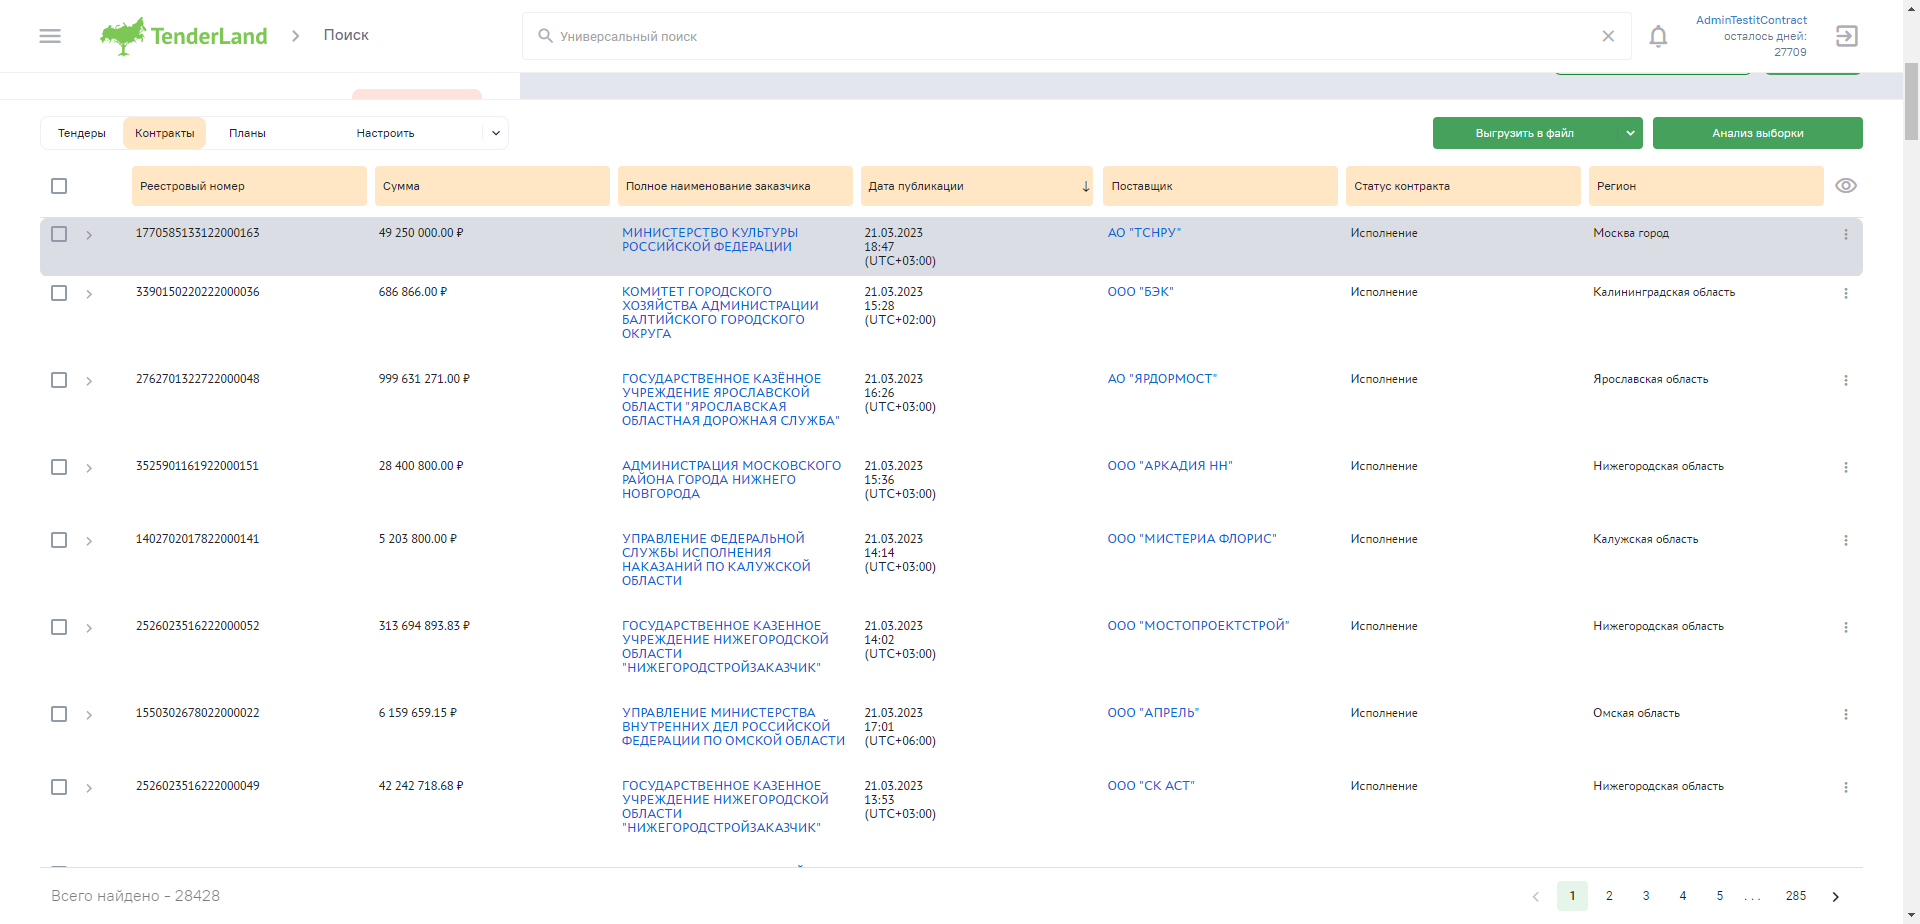 TenderLand
Поиск
Универсальный поиск
AdminTestitContract
осталось дней:
27709
Тендеры
Контракты
Планы
Настроить
Выгрузить в файл
Анализ выборки
Реестровый номер
Сумма
Полное наименование заказчика
Дата публикации
Поставщик
Статус контракта
Регион
1770585133122000163
49 250 000.00 ₽
МИНИСТЕРСТВО КУЛЬТУРЫ
РОССИЙСКОЙ ФЕДЕРАЦИИ
21.03.2023
18:47
(UTC+03:00)
АО "ТСНРУ"
Исполнение
Москва город
3390150220222000036
686 866.00 ₽
КОМИТЕТ ГОРОДСКОГО
ХОЗЯЙСТВА АДМИНИСТРАЦИИ
БАЛТИЙСКОГО ГОРОДСКОГО
ОКРУГА
21.03.2023
15:28
(UTC+02:00)
ООО "БЭК"
Исполнение
Калининградская область
2762701322722000048
999 631 271.00 ₽
ГОСУДАРСТВЕННОЕ КАЗЁННОЕ
УЧРЕЖДЕНИЕ ЯРОСЛАВСКОЙ
ОБЛАСТИ "ЯРОСЛАВСКАЯ
ОБЛАСТНАЯ ДОРОЖНАЯ СЛУЖБА"
21.03.2023
16:26
(UTC+03:00)
АО "ЯРДОРМОСТ"
Исполнение
Ярославская область
3525901161922000151
28 400 800.00 ₽
АДМИНИСТРАЦИЯ МОСКОВСКОГО
РАЙОНА ГОРОДА НИЖНЕГО
НОВГОРОДА
21.03.2023
15:36
(UTC+03:00)
ООО "АРКАДИЯ НН"
Исполнение
Нижегородская область
1402702017822000141
5 203 800.00 ₽
УПРАВЛЕНИЕ ФЕДЕРАЛЬНОЙ
СЛУЖБЫ ИСПОЛНЕНИЯ
НАКАЗАНИЙ ПО КАЛУЖСКОЙ
ОБЛАСТИ
21.03.2023
14:14
(UTC+03:00)
ООО "МИСТЕРИА ФЛОРИС"
Исполнение
Калужская область
2526023516222000052
313 694 893.83 ₽
ГОСУДАРСТВЕННОЕ КАЗЕННОЕ
УЧРЕЖДЕНИЕ НИЖЕГОРОДСКОЙ
ОБЛАСТИ
"НИЖЕГОРОДСТРОЙЗАКАЗЧИК"
21.03.2023
14:02
(UTC+03:00)
ООО "МОСТОПРОЕКТСТРОЙ"
Исполнение
Нижегородская область
1550302678022000022
6 159 659.15 ₽
УПРАВЛЕНИЕ МИНИСТЕРСТВА
ВНУТРЕННИХ ДЕЛ РОССИЙСКОЙ
ФЕДЕРАЦИИ ПО ОМСКОЙ ОБЛАСТИ
21.03.2023
17:01
(UTC+06:00)
ООО "АПРЕЛЬ"
Исполнение
Омская область
2526023516222000049
42 242 718.68 ₽
ГОСУДАРСТВЕННОЕ КАЗЕННОЕ
УЧРЕЖДЕНИЕ НИЖЕГОРОДСКОЙ
ОБЛАСТИ
"НИЖЕГОРОДСТРОЙЗАКАЗЧИК"
21.03.2023
13:53
(UTC+03:00)
ООО "СК АСТ"
Исполнение
Нижегородская область
Всего найдено - 28428
1 2 3 4 5 ... 285